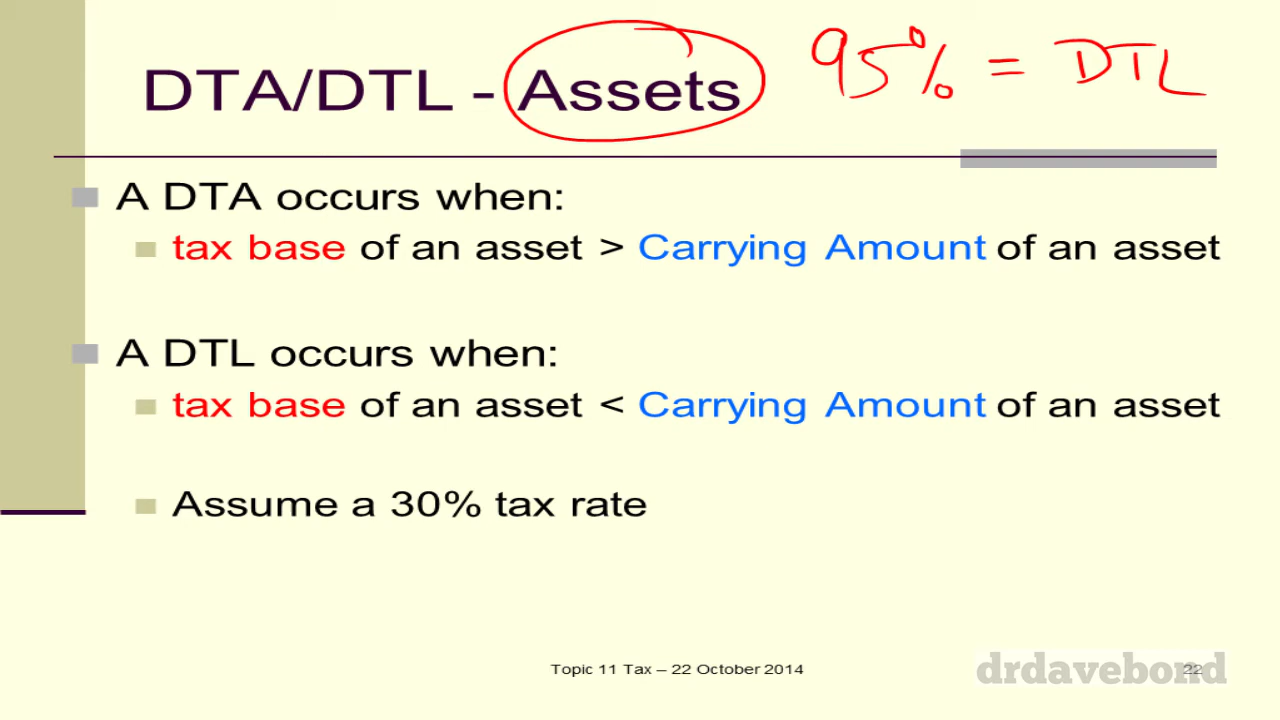 DTA/DTL - Assets 95% = DTL
A DTA occurs when:
tax base of an asset > Carrying Amount of an asset
A DTL occurs when:
tax base of an asset < Carrying Amount of an asset
Assume a 30% tax rate
Topic 11 Tax – 22 October 2014
drdavebond 22